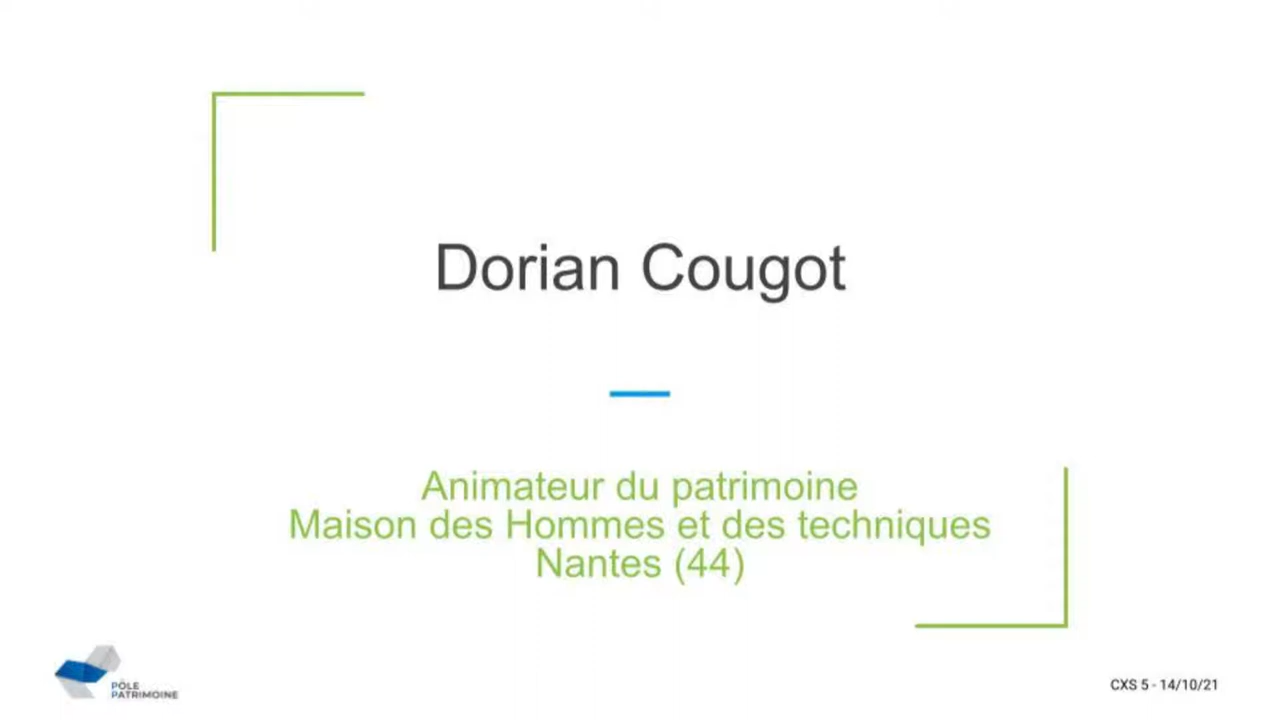 Dorian Cougot
Animateur du patrimoine
Maison des Hommes et des techniques
Nantes (44)
PÔLE
PATRIMOINE
CXS 5 - 14/10/21